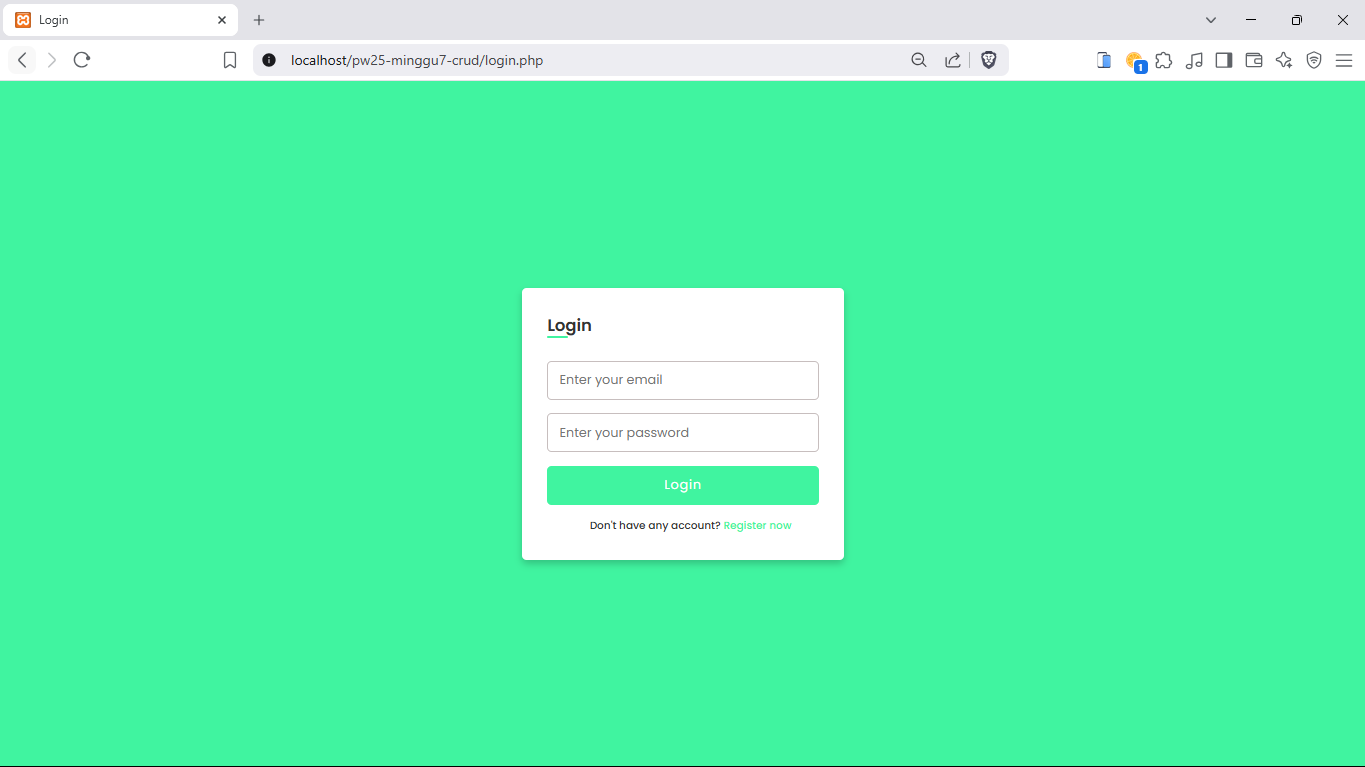 Login
localhost/pw25-minggu7-crud/login.php
1
Login
Enter your email
Enter your password
Login
Don't have any account? Register now